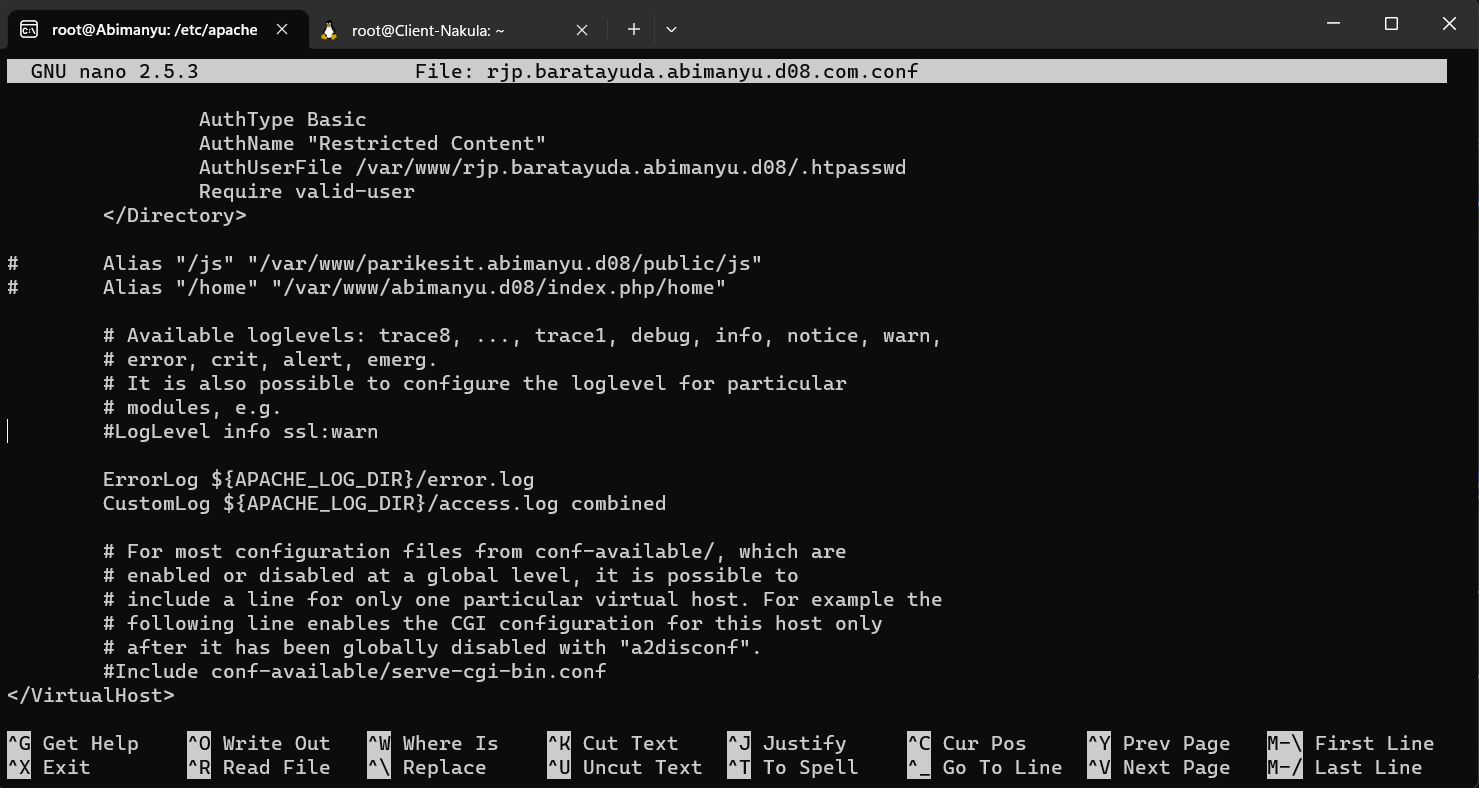 root@Abimanyu: /etc/apache
root@Client-Nakula: ~
GNU nano 2.5.3 File: rjp.baratayuda.abimanyu.d08.com.conf
AuthType Basic
AuthName "Restricted Content"
AuthUserFile /var/www/rjp.baratayuda.abimanyu.d08/.htpasswd
Require valid-user
</Directory>
# Alias "/js" "/var/www/parikesit.abimanyu.d08/public/js"
# Alias "/home" "/var/www/abimanyu.d08/index.php/home"
# Available loglevels: trace8, ..., trace1, debug, info, notice, warn,
# error, crit, alert, emerg.
# It is also possible to configure the loglevel for particular
# modules, e.g.
#LogLevel info ssl:warn
ErrorLog ${APACHE_LOG_DIR}/error.log
CustomLog ${APACHE_LOG_DIR}/access.log combined
# For most configuration files from conf-available/, which are
# enabled or disabled at a global level, it is possible to
# include a line for only one particular virtual host. For example the
# following line enables the CGI configuration for this host only
# after it has been globally disabled with "a2disconf".
#Include conf-available/serve-cgi-bin.conf
</VirtualHost>
^G Get Help ^O Write Out ^W Where Is ^K Cut Text ^J Justify ^C Cur Pos ^Y Prev Page M-\ First Line
^X Exit ^R Read File ^\ Replace ^U Uncut Text ^T To Spell ^_ Go To Line ^V Next Page M-/ Last Line